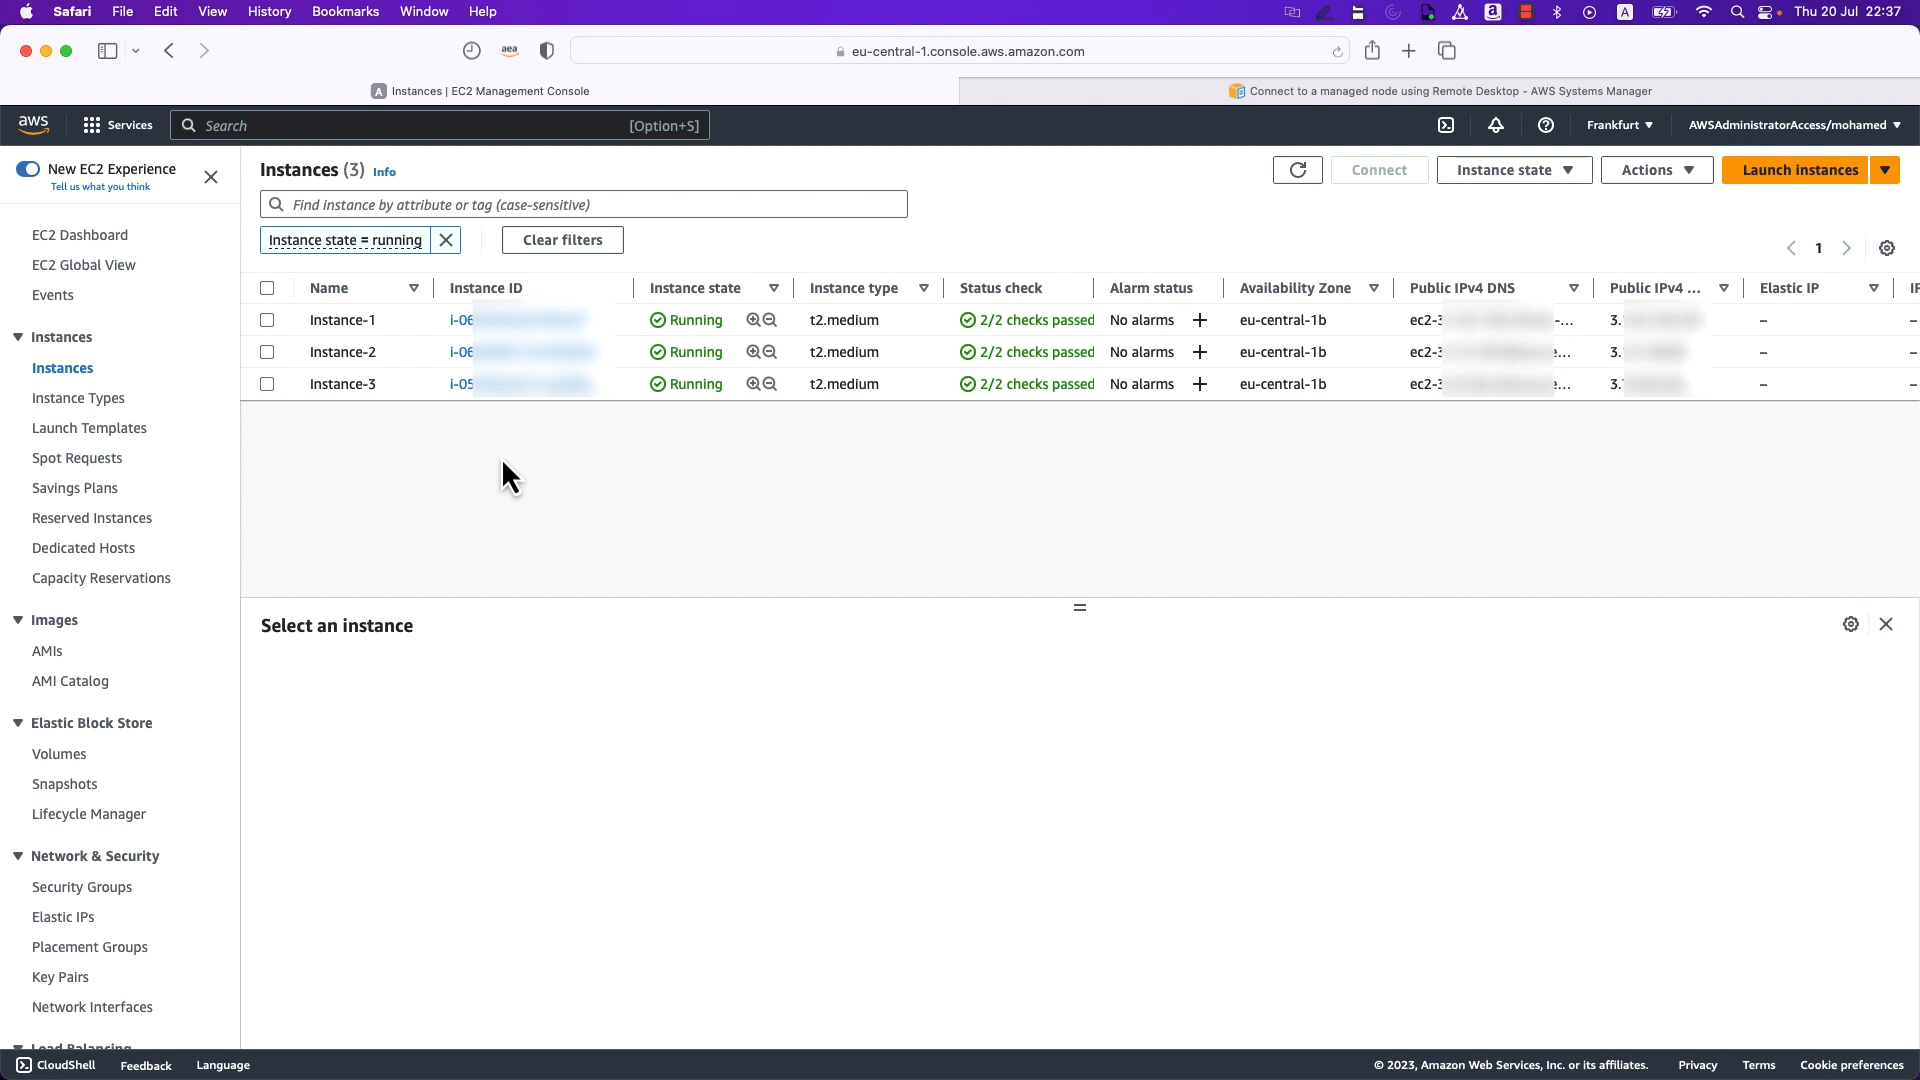 Safari File Edit View History Bookmarks Window Help A Thu 20 Jul 22:37
aea eu-central-1.console.aws.amazon.com
A Instances | EC2 Management Console Connect to a managed node using Remote Desktop - AWS Systems Manager
aws Services Search [Option+S] Frankfurt AWSAdministratorAccess/mohamed
New EC2 Experience
Tell us what you think
EC2 Dashboard
EC2 Global View
Events
Instances
Instances
Instance Types
Launch Templates
Spot Requests
Savings Plans
Reserved Instances
Dedicated Hosts
Capacity Reservations
Images
AMIs
AMI Catalog
Elastic Block Store
Volumes
Snapshots
Lifecycle Manager
Network & Security
Security Groups
Elastic IPs
Placement Groups
Key Pairs
Network Interfaces
Load Balancing
Instances (3) Info Connect Instance state Actions Launch instances
Find instance by attribute or tag (case-sensitive)
Instance state = running Clear filters 1
Name Instance ID Instance state Instance type Status check Alarm status Availability Zone Public IPv4 DNS Public IPv4 ... Elastic IP
Instance-1 i-06 Running t2.medium 2/2 checks passed No alarms + eu-central-1b ec2-3 -... 3. – –
Instance-2 i-06 Running t2.medium 2/2 checks passed No alarms + eu-central-1b ec2-3 ... 3. – –
Instance-3 i-05 Running t2.medium 2/2 checks passed No alarms + eu-central-1b ec2-3 ... 3. – –
Select an instance
CloudShell Feedback Language © 2023, Amazon Web Services, Inc. or its affiliates. Privacy Terms Cookie preferences